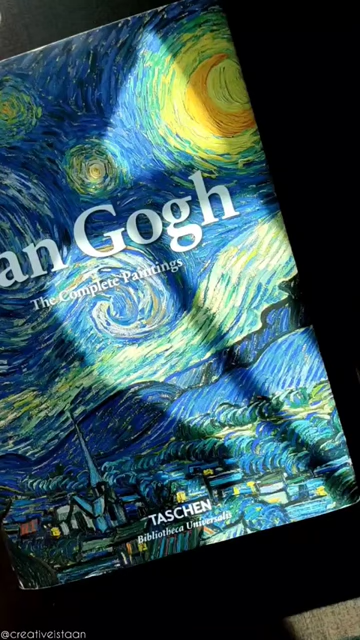 an Gogh
The Complete Paintings
TASCHEN
Bibliotheca Universalis
@creativeistaan